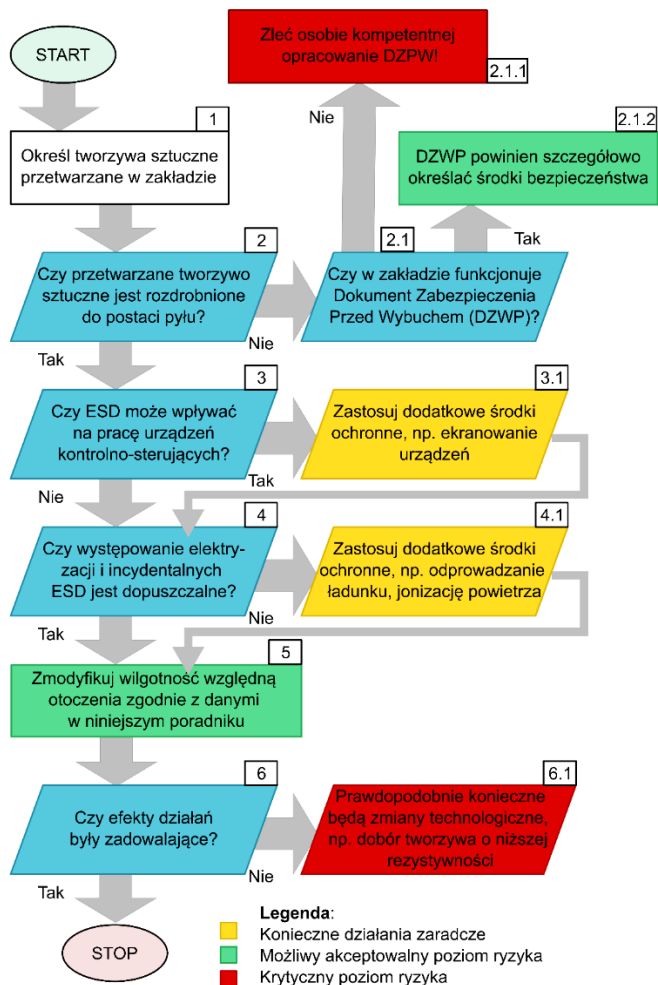 START
Zleć osobie kompetentnej
opracowanie DZPW!
2.1.1
Nie
1
Określ tworzywa sztuczne
przetwarzane w zakładzie
2.1.2
DZWP powinien szczegółowo
określać środki bezpieczeństwa
Tak
2
Czy przetwarzane tworzywo
sztuczne jest rozdrobnione
do postaci pyłu?
Nie
Tak
2.1
Czy w zakładzie funkcjonuje
Dokument Zabezpieczenia
Przed Wybuchem (DZWP)?
3
Czy ESD może wpływać
na pracę urządzeń
kontrolno-sterujących?
Tak
Nie
3.1
Zastosuj dodatkowe środki
ochronne, np. ekranowanie
urządzeń
4
Czy występowanie elektry-
zacji i incydentalnych
ESD jest dopuszczalne?
Nie
Tak
4.1
Zastosuj dodatkowe środki
ochronne, np. odprowadzanie
ładunku, jonizację powietrza
5
Zmodyfikuj wilgotność względną
otoczenia zgodnie z danymi
w niniejszym poradniku
6
Czy efekty działań
były zadowalające?
Nie
Tak
6.1
Prawdopodobnie konieczne
będą zmiany technologiczne,
np. dobór tworzywa o niższej
rezystywności
STOP
Legenda:
Konieczne działania zaradcze
Możliwy akceptowalny poziom ryzyka
Krytyczny poziom ryzyka